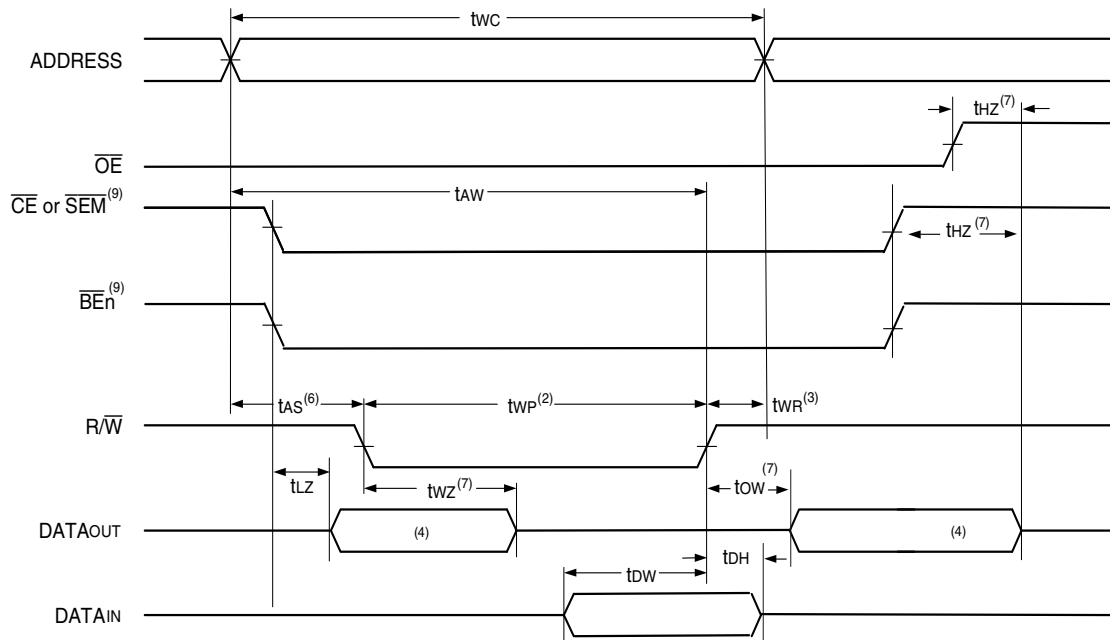 tWC
ADDRESS
tHZ(7)
OE
tAW
CE or SEM(9)
tHZ(7)
BEn(9)
tAS(6)
tWP(2)
tWR(3)
R/W
tLZ
tWZ(7)
tOW(7)
DATAOUT
(4)
(4)
tDH
tDW
DATAIN